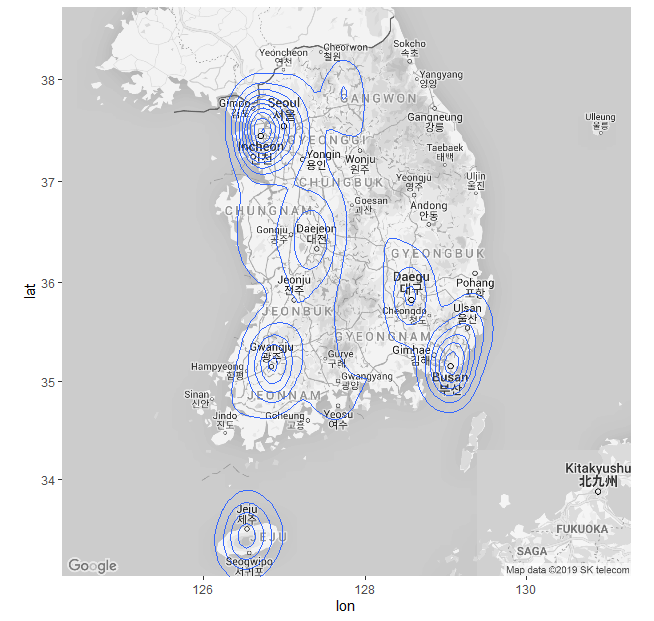 Sokcho
속초
Cheorwon
철원
Yeoncheon
연천
38
Yangyang
양양
GANGWON
Gimpo
김포
Seoul
서울
Gangneung
강릉
Ulleung
울릉
Incheon
인천
GYEONGGI
Yongin
용인
Wonju
원주
Taebaek
태백
37
CHUNGBUK
Yeongju
영주
Uljin
울진
CHUNGNAM
Goesan
괴산
Andong
안동
Gongju
공주
Daejeon
대전
GYEONGBUK
36
Jeonju
전주
Daegu
대구
Pohang
포항
Cheongdo
청도
Ulsan
울산
JEONBUK
GYEONGNAM
Gwangju
광주
Gurye
구례
Gimhae
김해
Hampyeong
함평
35
Gwangyang
광양
Busan
부산
Sinan
신안
JEONNAM
Jindo
진도
Goheung
고흥
Yeosu
여수
34
Kitakyushu
北九州
Jeju
제주
JEJU
FUKUOKA
Seogwipo
서귀포
SAGA
Google
Map data ©2019 SK telecom
126
128
130
lon
lat